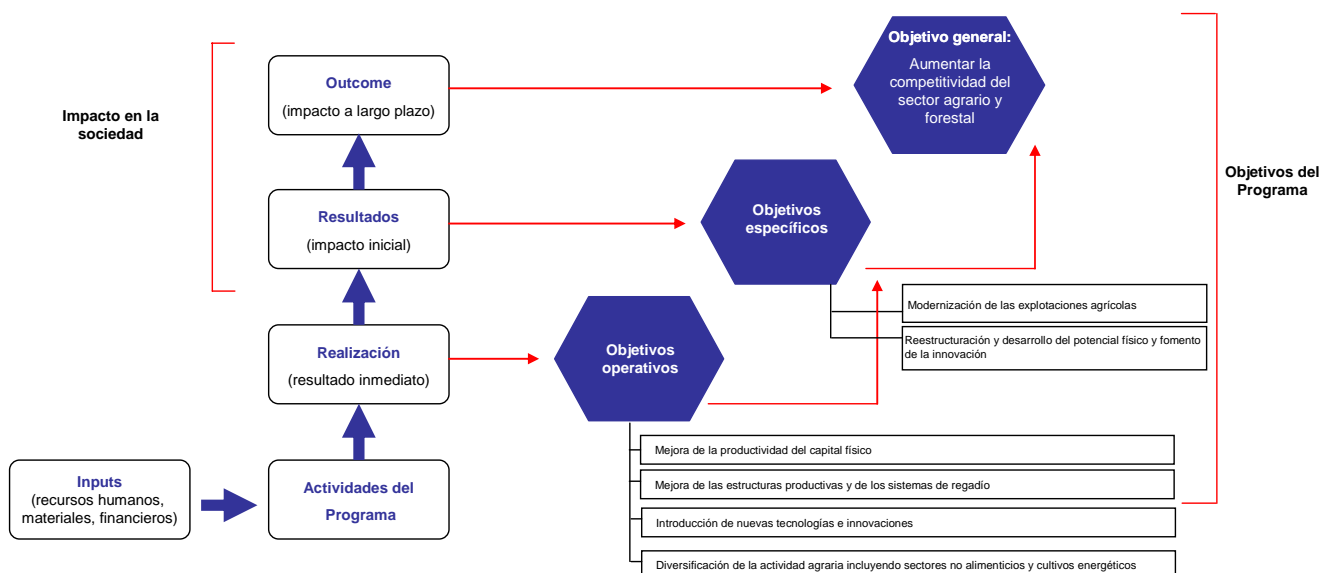 Objetivo general:
Aumentar la
competitividad del
sector agrario y
forestal
Outcome
(impacto a largo plazo)
Impacto en la
sociedad
Objetivos del
Programa
Resultados
(impacto inicial)
Objetivos
específicos
Modernización de las explotaciones agrícolas
Reestructuración y desarrollo del potencial físico y fomento
de la innovación
Realización
(resultado inmediato)
Objetivos
operativos
Mejora de la productividad del capital físico
Mejora de las estructuras productivas y de los sistemas de regadío
Introducción de nuevas tecnologías e innovaciones
Diversificación de la actividad agraria incluyendo sectores no alimenticios y cultivos energéticos
Inputs
(recursos humanos,
materiales, financieros)
Actividades del
Programa